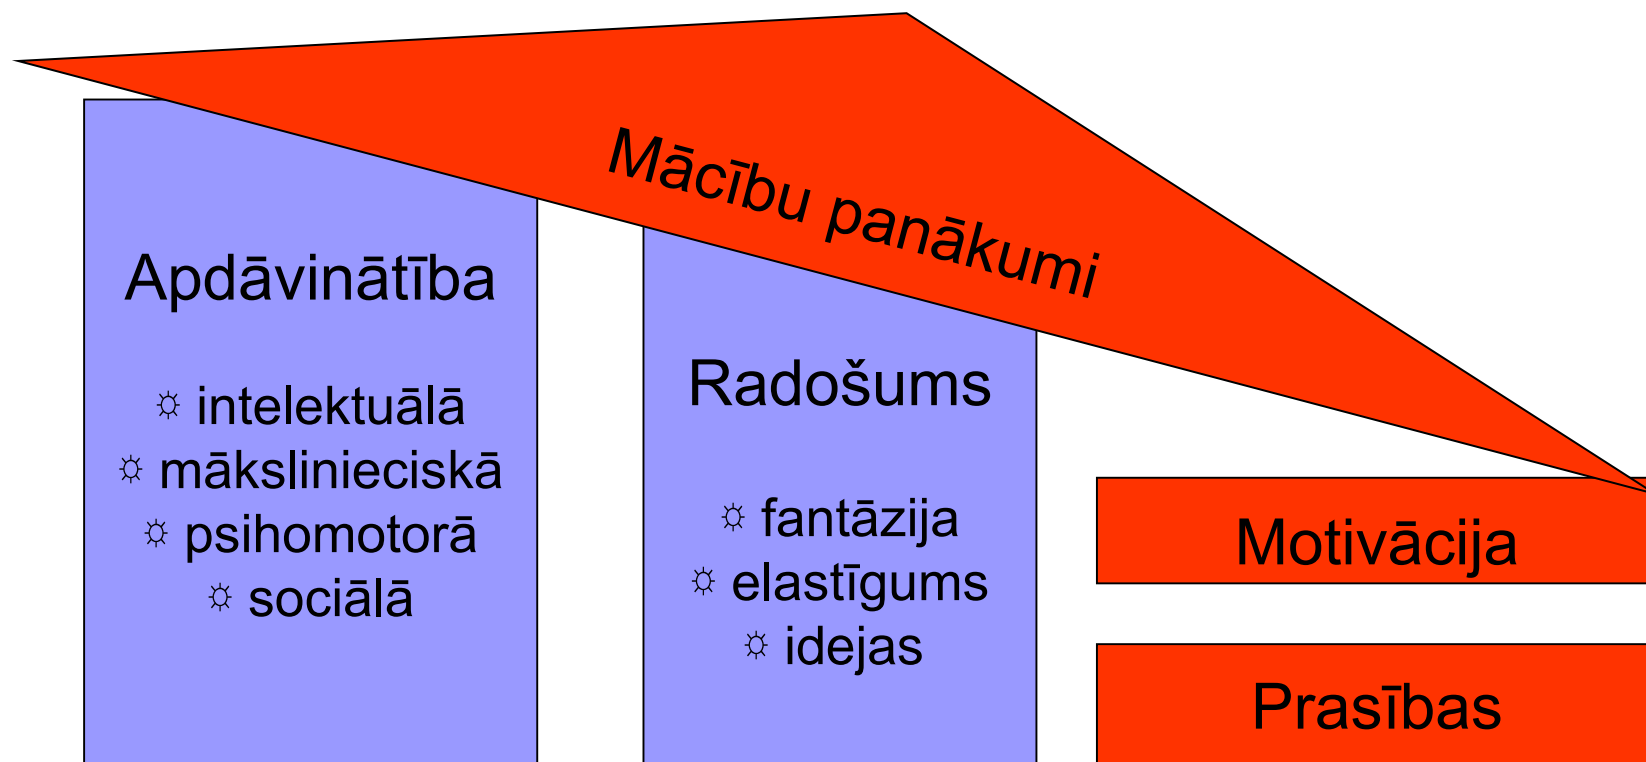 Mācību panākumi
Apdāvinātība
☼ intelektuālā
☼ mākslinieciskā
☼ psihomotorā
☼ sociālā
Radošums
☼ fantāzija
☼ elastīgums
☼ idejas
Motivācija
Prasības